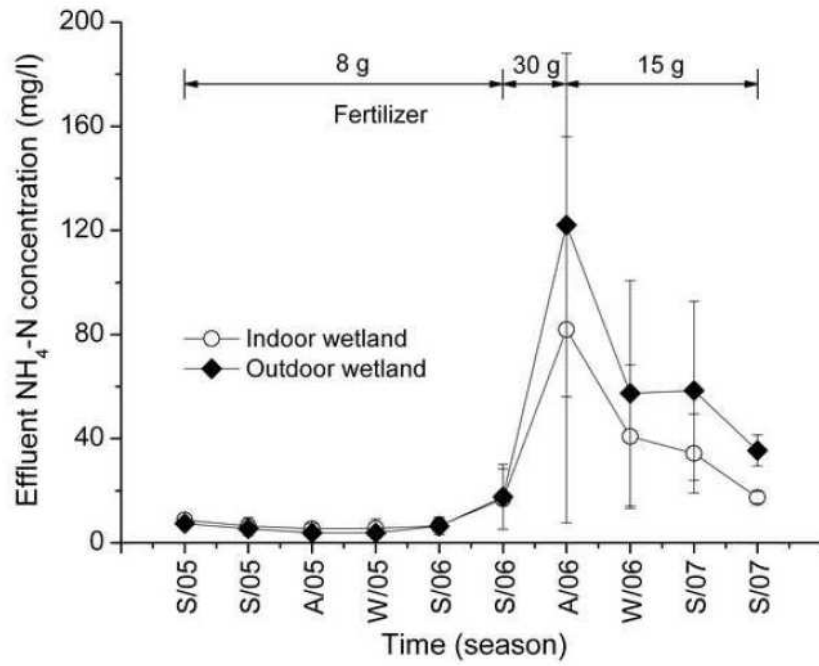 200
160
120
80
40
0
Effluent NH₄-N concentration (mg/l)
8 g
30 g
15 g
Fertilizer
Indoor wetland
Outdoor wetland
S/05
S/05
A/05
W/05
S/06
S/06
A/06
W/06
S/07
S/07
Time (season)